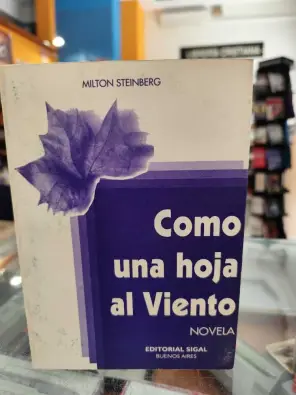 MILTON STEINBERG
Como
una hoja
al Viento
NOVELA
EDITORIAL SIGAL
BUENOS AIRES